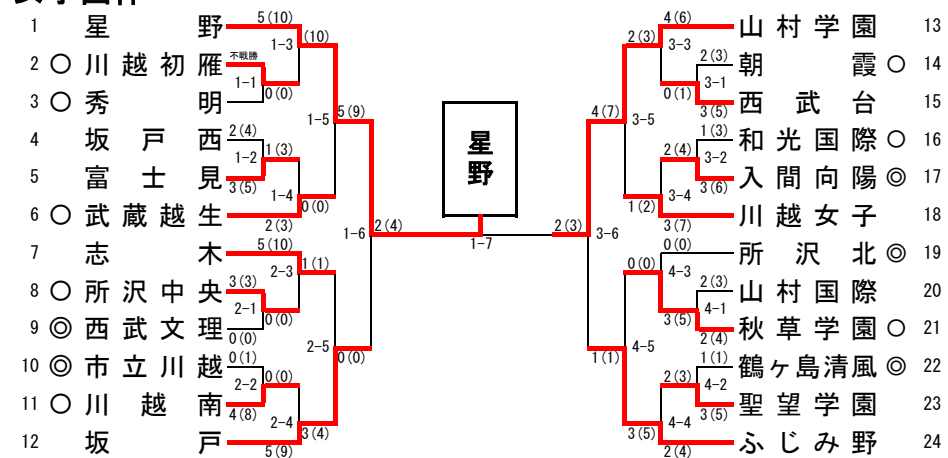 1 星野 5(10) 4(6) 山村学園 13
1-3 (10) 2(3) 3-3
2 ○ 川越初雁 不戦勝 2(3) 朝霞 ○ 14
1-1 0(0) 0(1) 3-1
3 ○ 秀明 3(5) 西武台 15
1-5 5(9) 4(7) 3-5
4 坂戸西 2(4) 1(3) 和光国際 ○ 16
1-2 1(3) 2(4) 3-2
5 富士見 3(5) 3(6) 入間向陽 ◎ 17
1-4 0(0) 1(2) 3-4
6 ○ 武蔵越生 2(3) 3(7) 川越女子 18
星野
1-6 2(4) 1-7 2(3) 3-6
7 志木 5(10) 0(0) 所沢北 ◎ 19
2-3 1(1) 0(0) 4-3
8 ○ 所沢中央 3(3) 2(3) 山村国際 20
2-1 0(0) 3(5) 4-1
9 ◎ 西武文理 0(0) 2(4) 秋草学園 ○ 21
2-5 0(0) 1(1) 4-5
10 ◎ 市立川越 0(1) 1(1) 鶴ヶ島清風 ◎ 22
2-2 0(0) 2(3) 4-2
11 ○ 川越南 4(8) 3(5) 聖望学園 23
2-4 3(4) 3(5) 4-4
12 坂戸 5(9) 2(4) ふじみ野 24